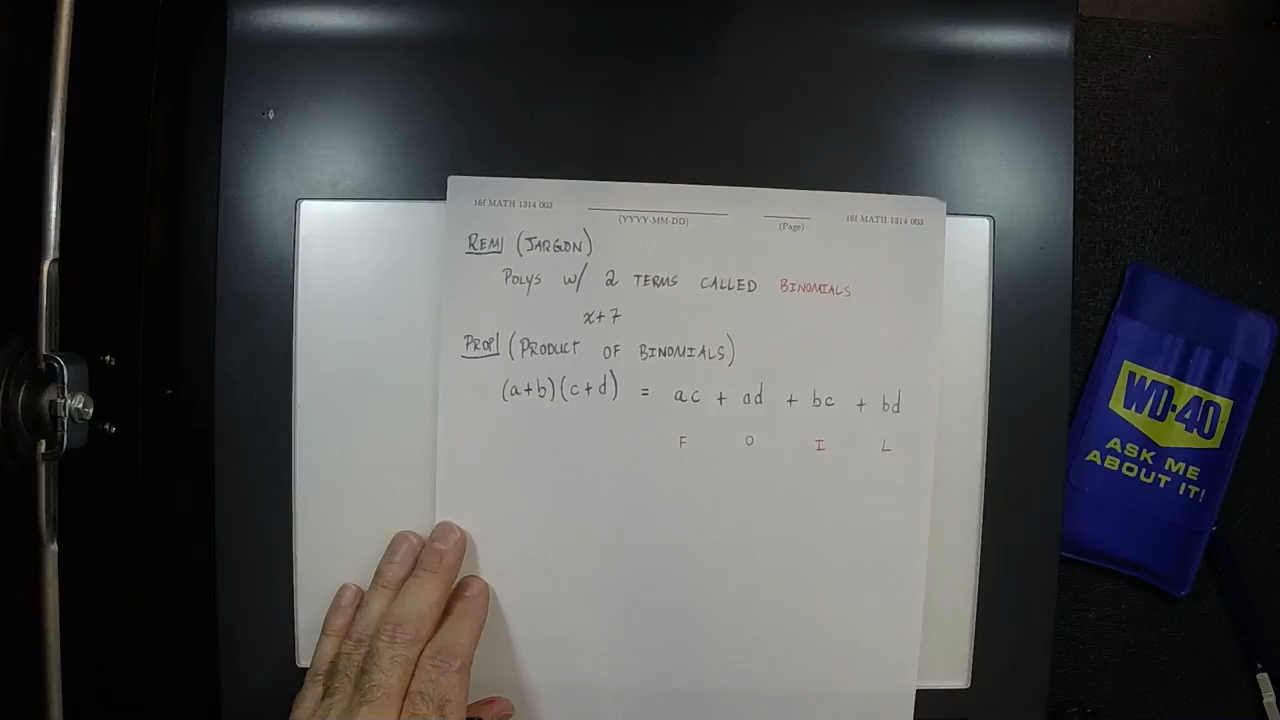 16f MATH 1314 003
(YYYY-MM-DD)
(Page)
16f MATH 1314 003
REM (JARGON)
POLYS W/ 2 TERMS CALLED BINOMIALS
x+7
PROP (PRODUCT OF BINOMIALS)
(a+b)(c+d) = ac + ad + bc + bd
F O I L
WD-40
ASK ME
ABOUT IT!